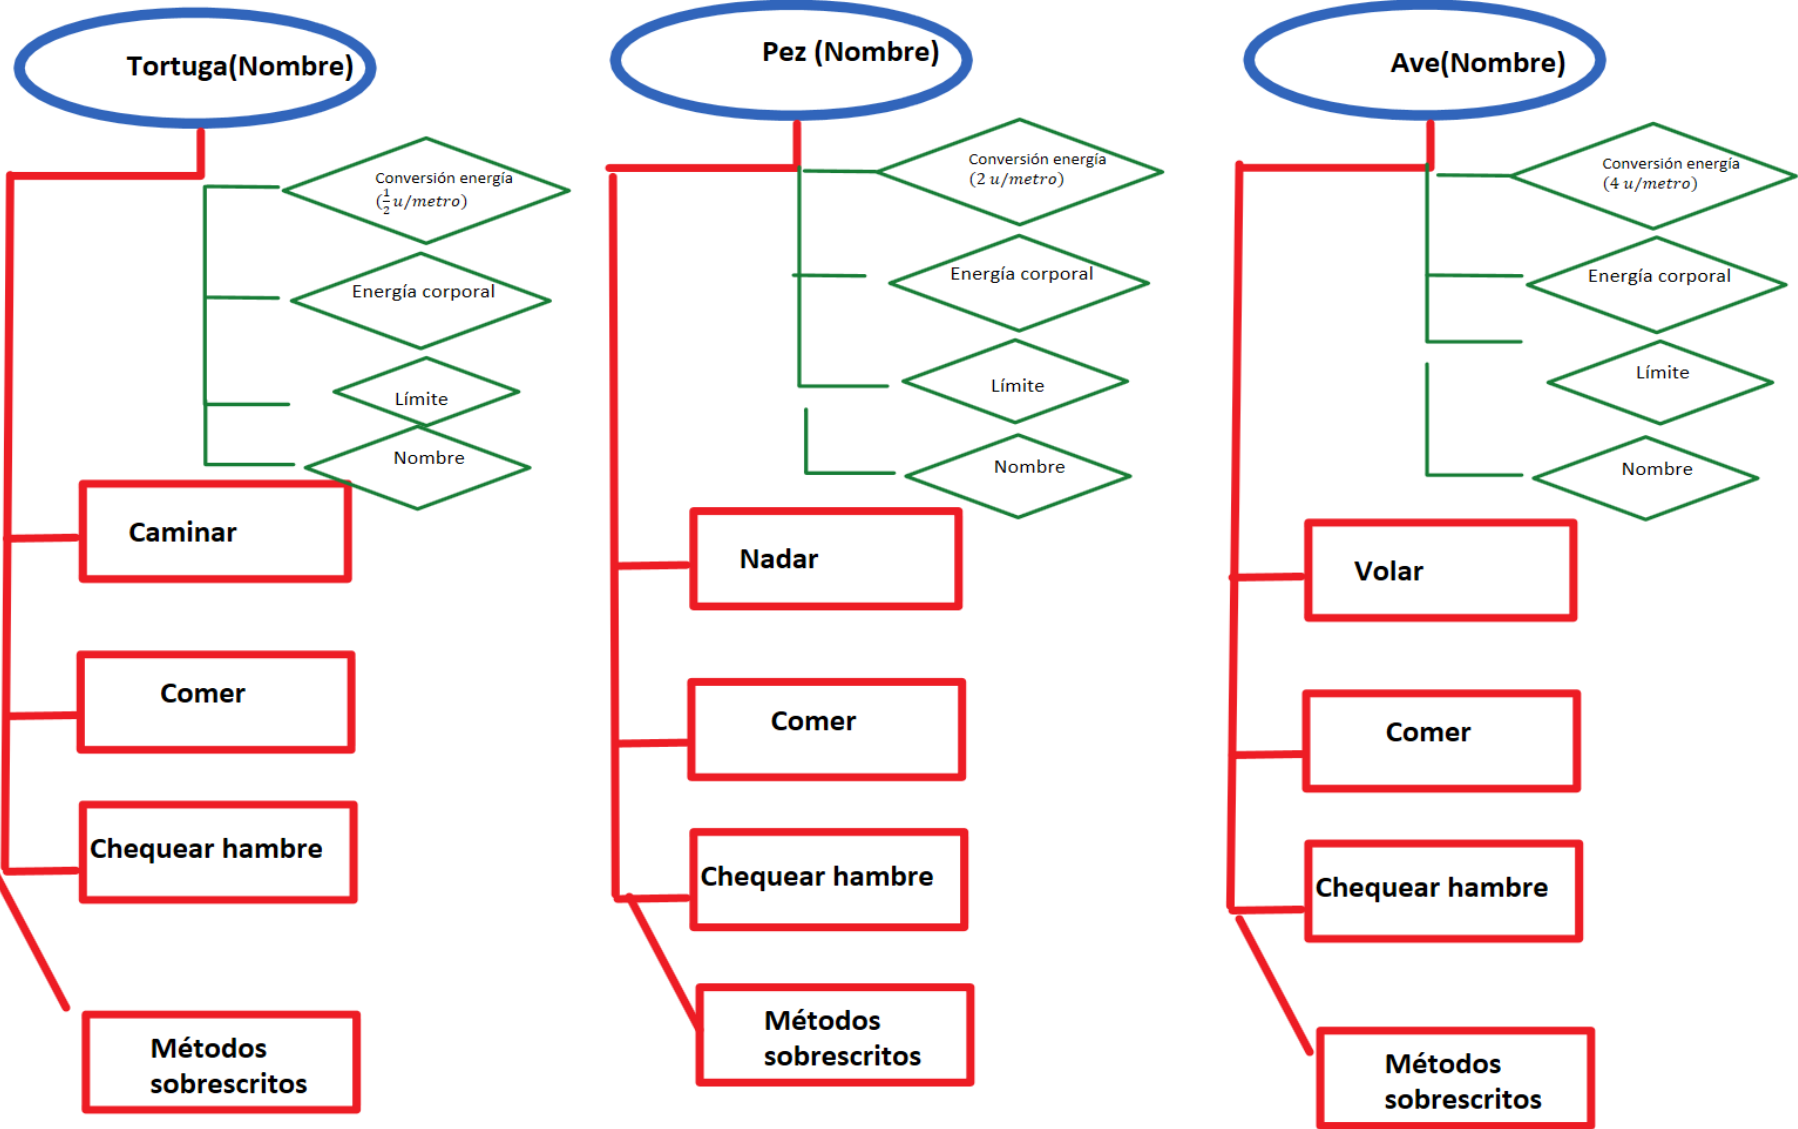 Tortuga(Nombre)
Conversión energía
(½ u/metro)
Energía corporal
Límite
Nombre
Caminar
Comer
Chequear hambre
Métodos
sobrescritos
Pez (Nombre)
Conversión energía
(2 u/metro)
Energía corporal
Límite
Nombre
Nadar
Comer
Chequear hambre
Métodos
sobrescritos
Ave(Nombre)
Conversión energía
(4 u/metro)
Energía corporal
Límite
Nombre
Volar
Comer
Chequear hambre
Métodos
sobrescritos